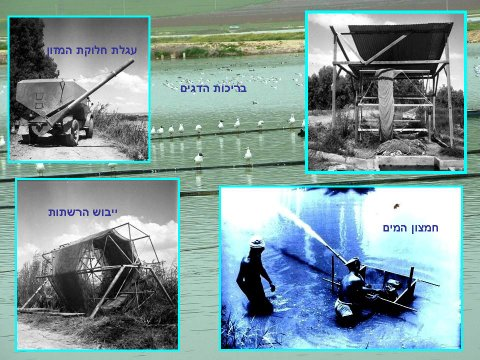 עגלת חלוקת המזון
בריכות הדגים
ייבוש הרשתות
חמצון המים